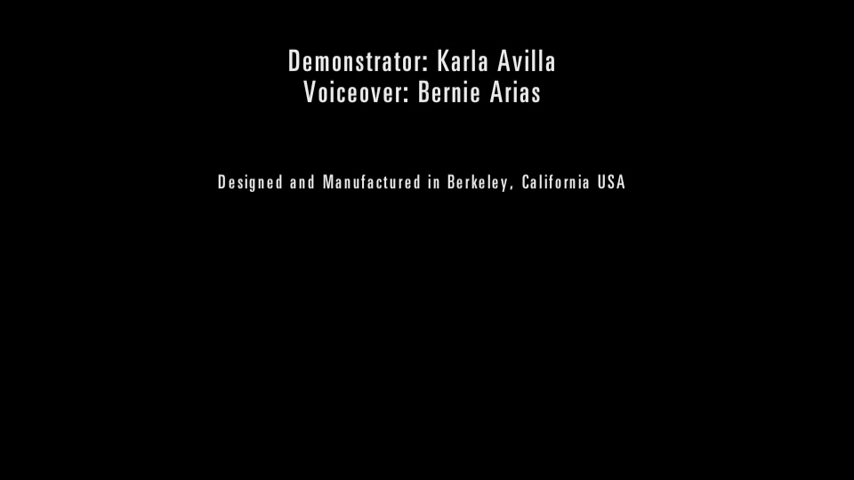 Demonstrator: Karla Avilla
Voiceover: Bernie Arias
Designed and Manufactured in Berkeley, California USA